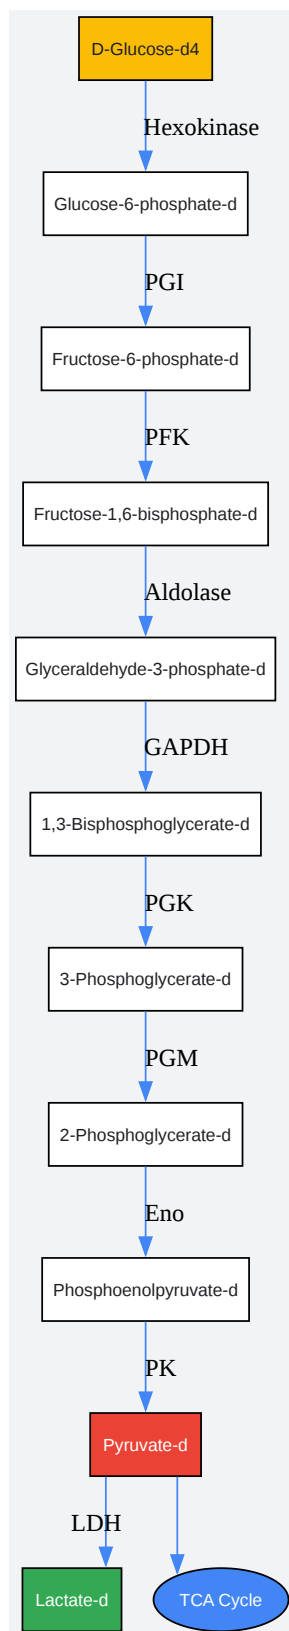 D-Glucose-d4
Hexokinase
Glucose-6-phosphate-d
PGI
Fructose-6-phosphate-d
PFK
Fructose-1,6-bisphosphate-d
Aldolase
Glyceraldehyde-3-phosphate-d
GAPDH
1,3-Bisphosphoglycerate-d
PGK
3-Phosphoglycerate-d
PGM
2-Phosphoglycerate-d
Eno
Phosphoenolpyruvate-d
PK
Pyruvate-d
LDH
Lactate-d
TCA Cycle